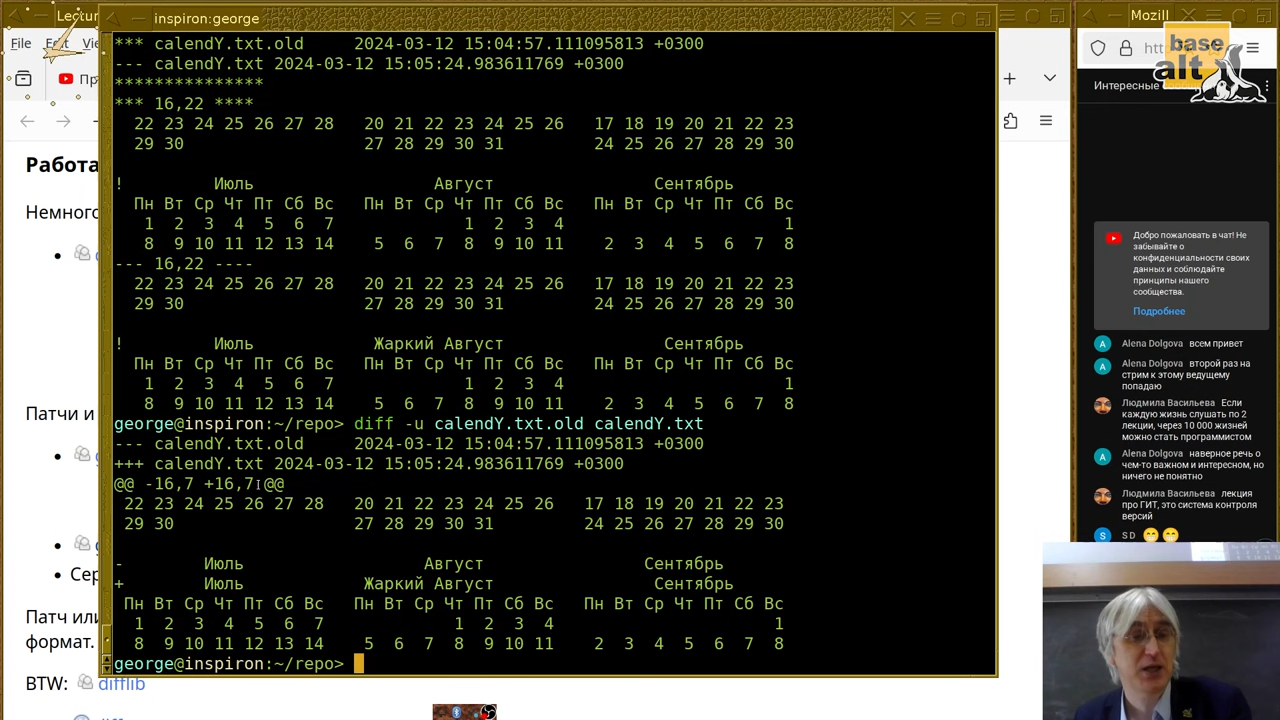 Lectur
inspiron:george
Mozill
File Edit Vi
Пр
htt
base
alt
Интересные
Работа
Немного
Патчи и
Сер
Патч или
формат.
BTW: difflib
*** calendY.txt.old     2024-03-12 15:04:57.111095813 +0300
--- calendY.txt 2024-03-12 15:05:24.983611769 +0300
***************
*** 16,22 ****
22 23 24 25 26 27 28   20 21 22 23 24 25 26   17 18 19 20 21 22 23
29 30                  27 28 29 30 31         24 25 26 27 28 29 30
!         Июль                  Август                Сентябрь
Пн Вт Ср Чт Пт Сб Вс   Пн Вт Ср Чт Пт Сб Вс   Пн Вт Ср Чт Пт Сб Вс
1  2  3  4  5  6  7             1  2  3  4                      1
8  9 10 11 12 13 14    5  6  7  8  9 10 11    2  3  4  5  6  7  8
--- 16,22 ----
22 23 24 25 26 27 28   20 21 22 23 24 25 26   17 18 19 20 21 22 23
29 30                  27 28 29 30 31         24 25 26 27 28 29 30
!         Июль            Жаркий Август                Сентябрь
Пн Вт Ср Чт Пт Сб Вс   Пн Вт Ср Чт Пт Сб Вс   Пн Вт Ср Чт Пт Сб Вс
1  2  3  4  5  6  7             1  2  3  4                      1
8  9 10 11 12 13 14    5  6  7  8  9 10 11    2  3  4  5  6  7  8
george@inspiron:~/repo> diff -u calendY.txt.old calendY.txt
--- calendY.txt.old     2024-03-12 15:04:57.111095813 +0300
+++ calendY.txt 2024-03-12 15:05:24.983611769 +0300
@@ -16,7 +16,7 @@
22 23 24 25 26 27 28   20 21 22 23 24 25 26   17 18 19 20 21 22 23
29 30                  27 28 29 30 31         24 25 26 27 28 29 30
-        Июль                  Август                Сентябрь
+        Июль            Жаркий Август                Сентябрь
Пн Вт Ср Чт Пт Сб Вс   Пн Вт Ср Чт Пт Сб Вс   Пн Вт Ср Чт Пт Сб Вс
1  2  3  4  5  6  7             1  2  3  4                      1
8  9 10 11 12 13 14    5  6  7  8  9 10 11    2  3  4  5  6  7  8
george@inspiron:~/repo>
Добро пожаловать в чат! Не
забывайте о
конфиденциальности своих
данных и соблюдайте
принципы нашего
сообщества.
Подробнее
A Alena Dolgova всем привет
A Alena Dolgova второй раз на
стрим к этому ведущему
попадаю
Людмила Васильева Если
каждую жизнь слушать по 2
лекции, через 10 000 жизней
можно стать программистом
A Alena Dolgova наверное речь о
чем-то важном и интересном, но
ничего не понятно
Людмила Васильева лекция
про ГИТ, это система контроля
версий
S S D